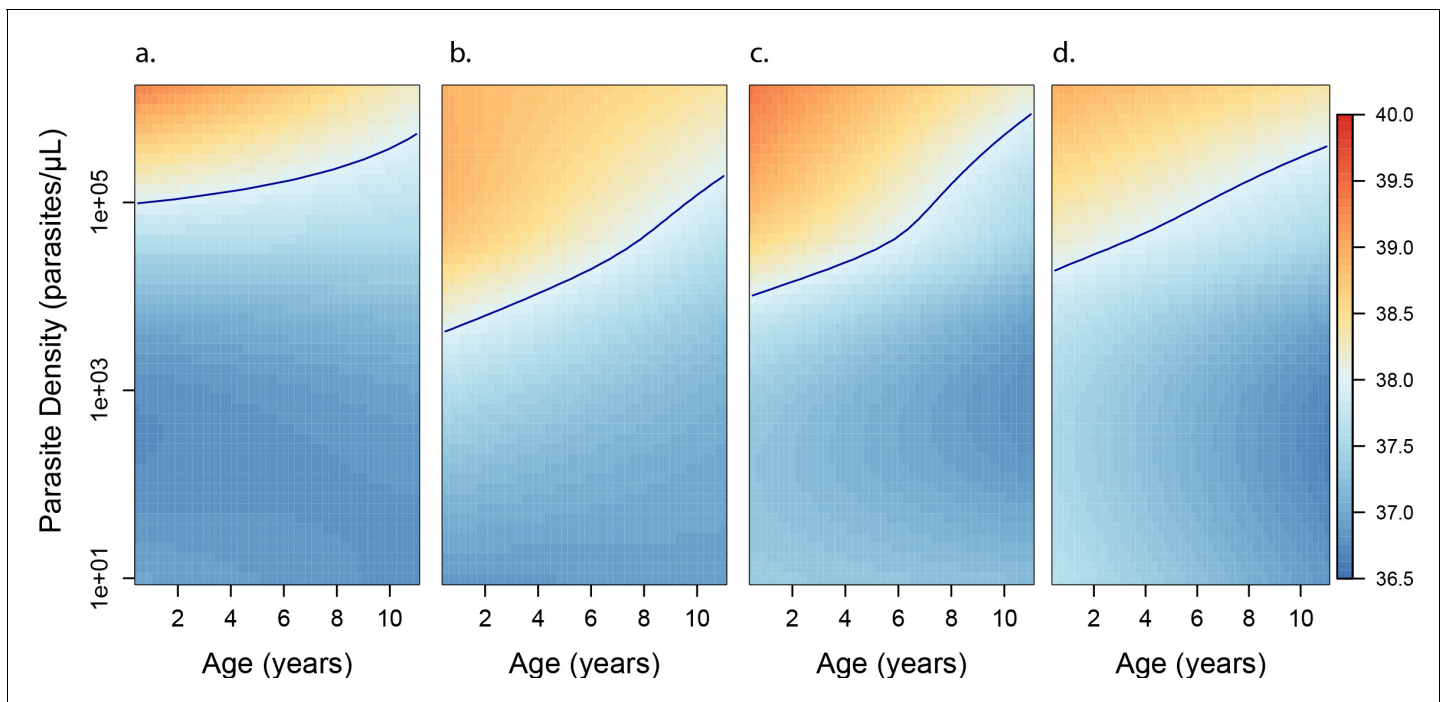 a.
b.
c.
d.
Parasite Density (parasites/µL)
1e+05
1e+03
1e+01
2 4 6 8 10
2 4 6 8 10
2 4 6 8 10
2 4 6 8 10
Age (years)
Age (years)
Age (years)
Age (years)
40.0
39.5
39.0
38.5
38.0
37.5
37.0
36.5